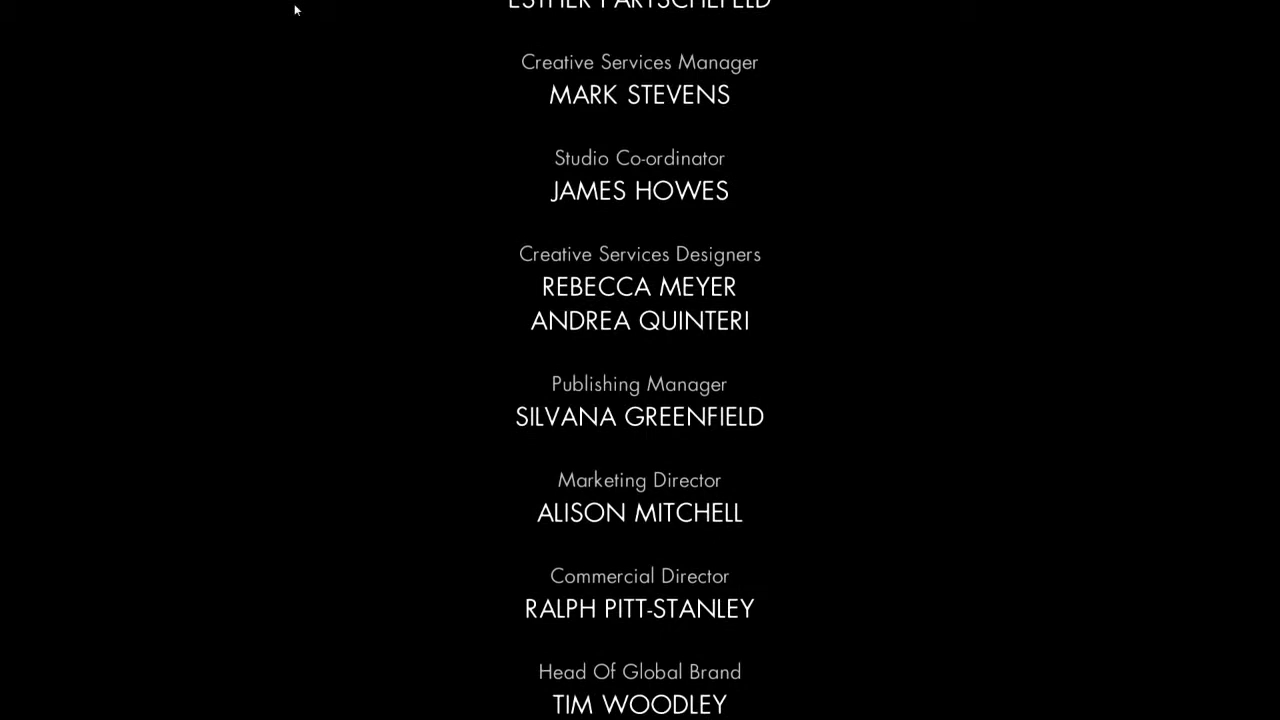 Creative Services Manager
MARK STEVENS
Studio Co-ordinator
JAMES HOWES
Creative Services Designers
REBECCA MEYER
ANDREA QUINTERI
Publishing Manager
SILVANA GREENFIELD
Marketing Director
ALISON MITCHELL
Commercial Director
RALPH PITT-STANLEY
Head Of Global Brand
TIM WOODLEY